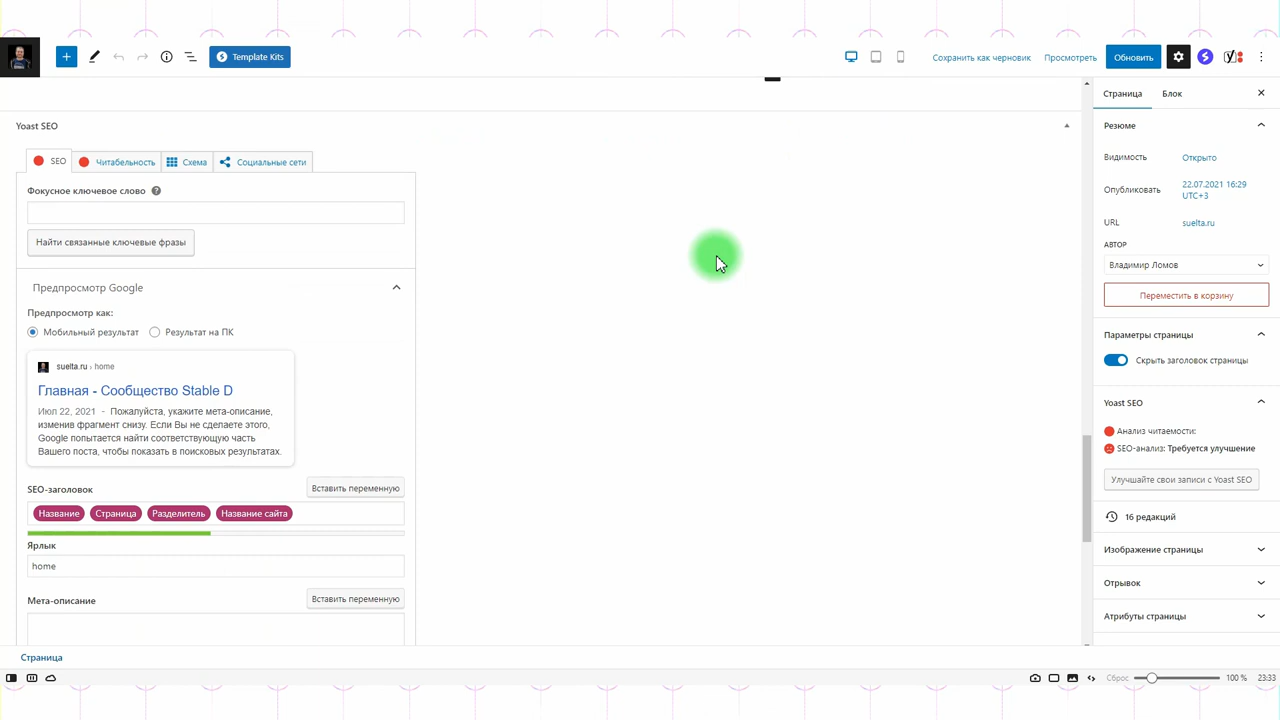 Template Kits
Сохранить как черновик
Просмотреть
Обновить
Yoast SEO
SEO
Читабельность
Схема
Социальные сети
Фокусное ключевое слово ?
Найти связанные ключевые фразы
Предпросмотр Google
Предпросмотр как:
Мобильный результат
Результат на ПК
suelta.ru › home
Главная - Сообщество Stable D
Июл 22, 2021 - Пожалуйста, укажите мета-описание,
изменив фрагмент снизу. Если Вы не сделаете этого,
Google попытается найти соответствующую часть
Вашего поста, чтобы показать в поисковых результатах.
SEO-заголовок
Вставить переменную
Название Страница Разделитель Название сайта
Ярлык
home
Мета-описание
Вставить переменную
Страница
Страница
Блок
Резюме
Видимость
Открыто
Опубликовать
22.07.2021 16:29
UTC+3
URL
suelta.ru
АВТОР
Владимир Ломов
Переместить в корзину
Параметры страницы
Скрыть заголовок страницы
Yoast SEO
Анализ читаемости:
SEO-анализ: Требуется улучшение
Улучшайте свои записи с Yoast SEO
16 редакций
Изображение страницы
Отрывок
Атрибуты страницы
Сброс
100 %
23:33